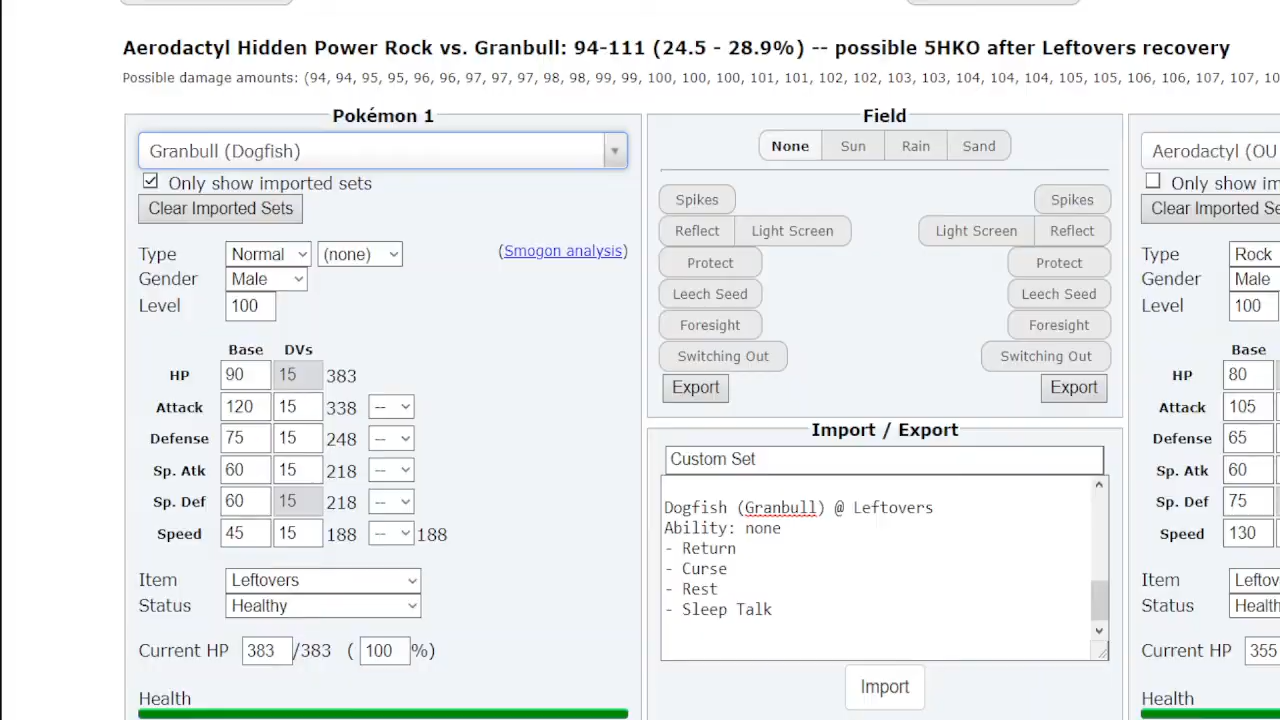 Aerodactyl Hidden Power Rock vs. Granbull: 94-111 (24.5 - 28.9%) -- possible 5HKO after Leftovers recovery
Possible damage amounts: (94, 94, 95, 95, 96, 96, 97, 97, 97, 98, 98, 99, 99, 100, 100, 100, 101, 101, 102, 102, 103, 103, 104, 104, 104, 105, 105, 106, 106, 107, 107, 10
Pokémon 1
Granbull (Dogfish)
Only show imported sets
Clear Imported Sets
Type Normal (none) (Smogon analysis)
Gender Male
Level 100
Base DVs
HP 90 15 383
Attack 120 15 338 --
Defense 75 15 248 --
Sp. Atk 60 15 218 --
Sp. Def 60 15 218 --
Speed 45 15 188 -- 188
Item Leftovers
Status Healthy
Current HP 383 /383 ( 100 %)
Health
Field
None Sun Rain Sand
Spikes Spikes
Reflect Light Screen Light Screen Reflect
Protect Protect
Leech Seed Leech Seed
Foresight Foresight
Switching Out Switching Out
Export Export
Import / Export
Custom Set
Dogfish (Granbull) @ Leftovers
Ability: none
- Return
- Curse
- Rest
- Sleep Talk
Import
Aerodactyl (OU
Only show im
Clear Imported Se
Type Rock
Gender Male
Level 100
Base
HP 80
Attack 105
Defense 65
Sp. Atk 60
Sp. Def 75
Speed 130
Item Leftov
Status Health
Current HP 355
Health